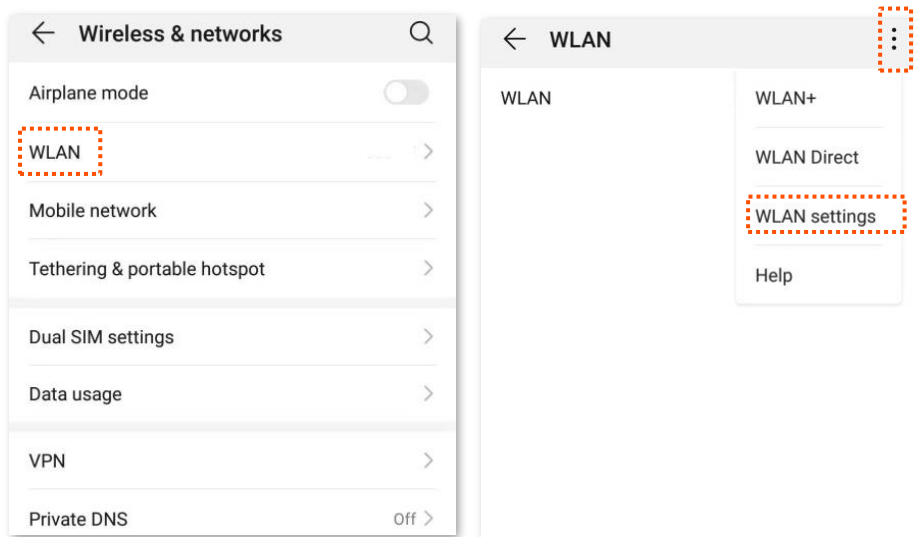 Wireless & networks
Airplane mode
WLAN
Mobile network
Tethering & portable hotspot
Dual SIM settings
Data usage
VPN
Private DNS
Off
WLAN
WLAN
WLAN+
WLAN Direct
WLAN settings
Help